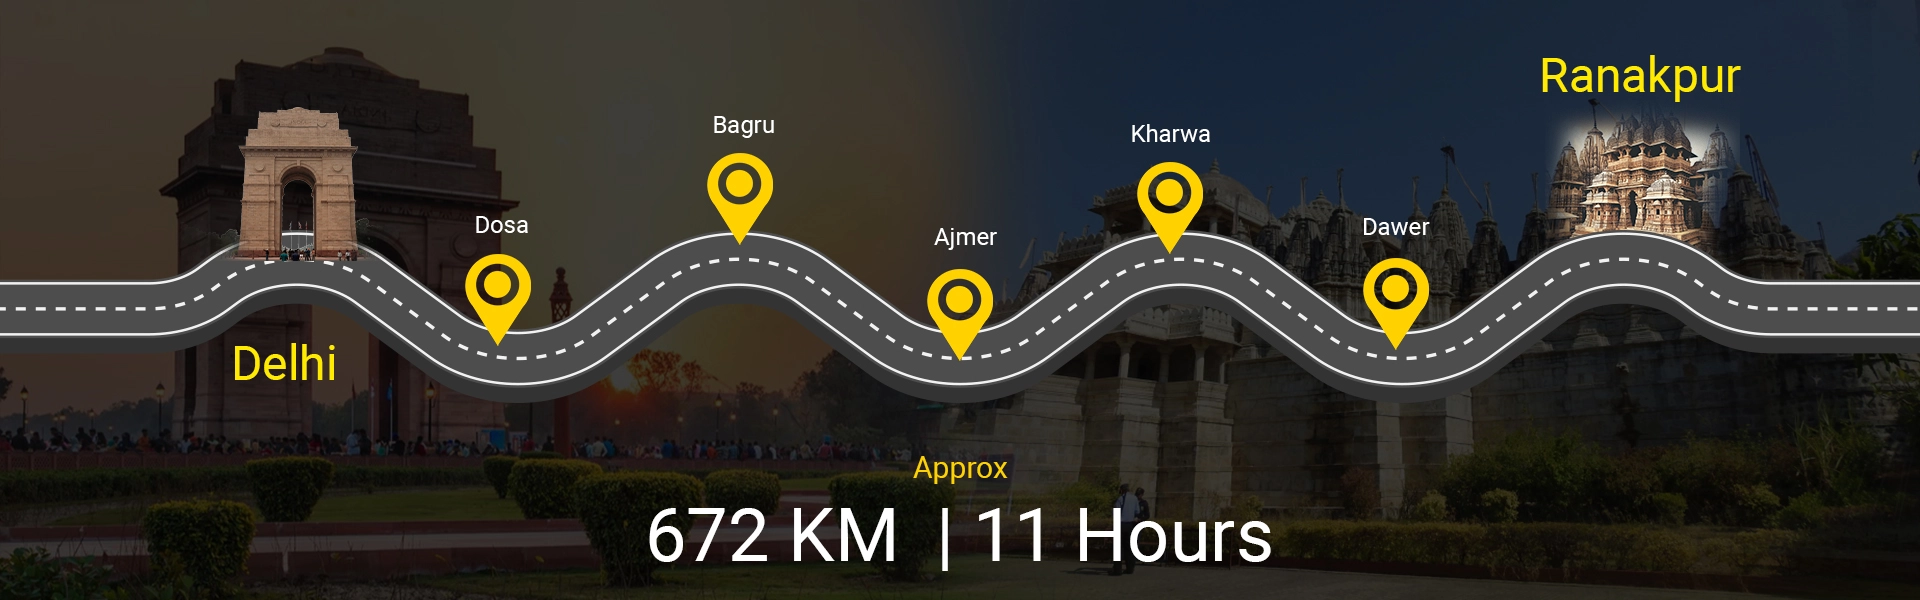 Ranakpur
Bagru
Kharwa
Dosa
Ajmer
Dawer
Delhi
Approx
672 KM | 11 Hours